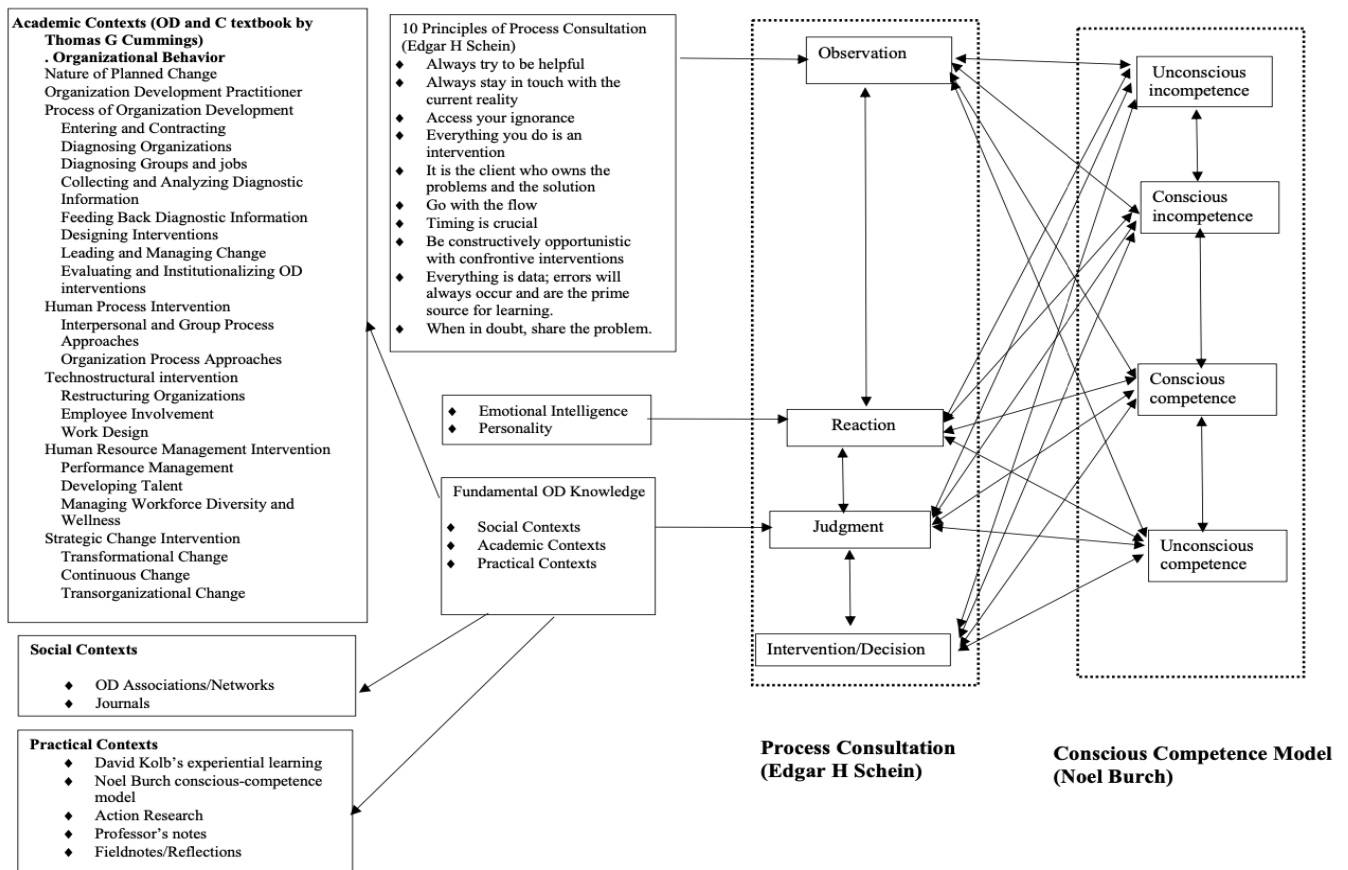 Academic Contexts (OD and C textbook by
Thomas G Cummings)
. Organizational Behavior
Nature of Planned Change
Organization Development Practitioner
Process of Organization Development
Entering and Contracting
Diagnosing Organizations
Diagnosing Groups and jobs
Collecting and Analyzing Diagnostic
Information
Feeding Back Diagnostic Information
Designing Interventions
Leading and Managing Change
Evaluating and Institutionalizing OD
interventions
Human Process Intervention
Interpersonal and Group Process
Approaches
Organization Process Approaches
Technostructural intervention
Restructuring Organizations
Employee Involvement
Work Design
Human Resource Management Intervention
Performance Management
Developing Talent
Managing Workforce Diversity and
Wellness
Strategic Change Intervention
Transformational Change
Continuous Change
Transorganizational Change
Social Contexts
♦ OD Associations/Networks
♦ Journals
Practical Contexts
♦ David Kolb’s experiential learning
♦ Noel Burch conscious-competence
model
♦ Action Research
♦ Professor’s notes
♦ Fieldnotes/Reflections
10 Principles of Process Consultation
(Edgar H Schein)
♦ Always try to be helpful
♦ Always stay in touch with the
current reality
♦ Access your ignorance
♦ Everything you do is an
intervention
♦ It is the client who owns the
problems and the solution
♦ Go with the flow
♦ Timing is crucial
♦ Be constructively opportunistic
with confrontive interventions
♦ Everything is data; errors will
always occur and are the prime
source for learning.
♦ When in doubt, share the problem.
♦ Emotional Intelligence
♦ Personality
Fundamental OD Knowledge
♦ Social Contexts
♦ Academic Contexts
♦ Practical Contexts
Observation
Reaction
Judgment
Intervention/Decision
Process Consultation
(Edgar H Schein)
Unconscious
incompetence
Conscious
incompetence
Conscious
competence
Unconscious
competence
Conscious Competence Model
(Noel Burch)